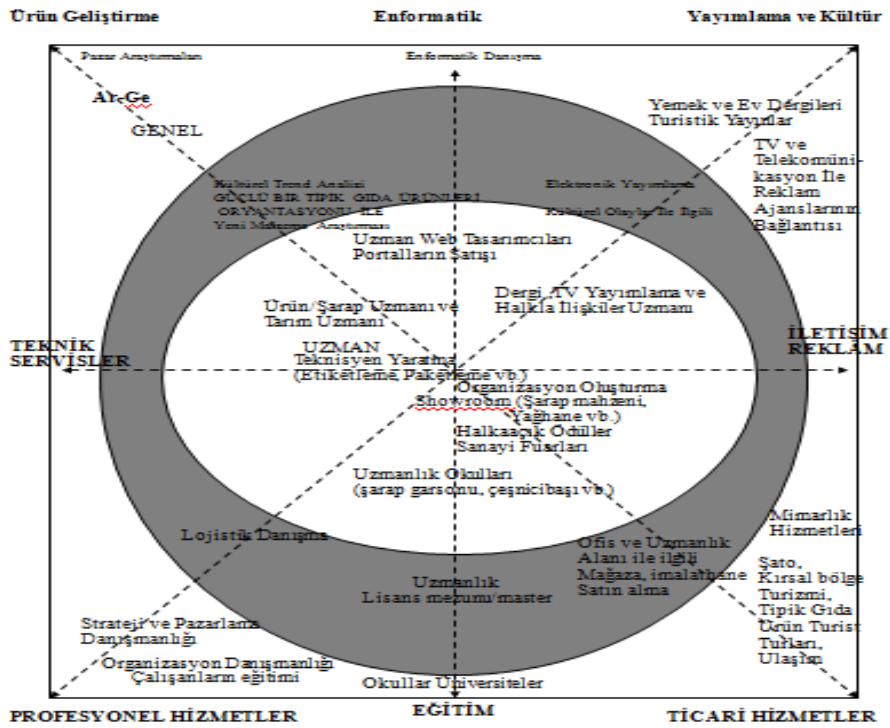 Ürün Geliştirme
Enformatik
Yayımlama ve Kültür
Pazar Araştırmaları
Enformatik Danışma
Ar-Ge
GENEL
Yemek ve Ev Dergileri
Turistik Yayınlar
TV ve
Telekomüni-
kasyon İle
Reklam
Ajanslarının
Bağlantısı
Kültürel Trend Analizi
GÜÇLÜ BİR TİPİK GIDA ÜRÜNLERİ
ORYANTASYONU İLE
Yeni Malzeme Araştırması
Elektronik Yayımlama
Kültürel Olaylar İle İlgili
Uzman Web Tasarımcıları
Portalların Satışı
Ürün/Şarap Uzmanı ve
Tarım Uzmanı
Dergi, TV Yayımlama ve
Halkla İlişkiler Uzmanı
TEKNİK
SERVİSLER
UZMAN
Teknisyen Yaratma
(Etiketleme, Paketleme vb.)
İLETİŞİM
REKLAM
Organizasyon Oluşturma
Showroom (Şarap mahzeni,
Yağhane vb.)
Halkaaçık Ödüller
Sanayi Fuarları
Uzmanlık Okulları
(şarap garsonu, çeşnicibaşı vb.)
Lojistik Danışma
Ofis ve Uzmanlık
Alanı ile ilgili
Mağaza, imalathane
Satın alma
Mimarlık
Hizmetleri
Uzmanlık
Lisans mezunu/master
Şato,
Kırsal bölge
Turizmi,
Tipik Gıda
Ürün Turist
Turları,
Ulaşım
Strateji ve Pazarlama
Danışmanlığı
Organizasyon Danışmanlığı
Çalışanların eğitimi
Okullar Üniversiteler
PROFESYONEL HİZMETLER
EĞİTİM
TİCARİ HİZMETLER